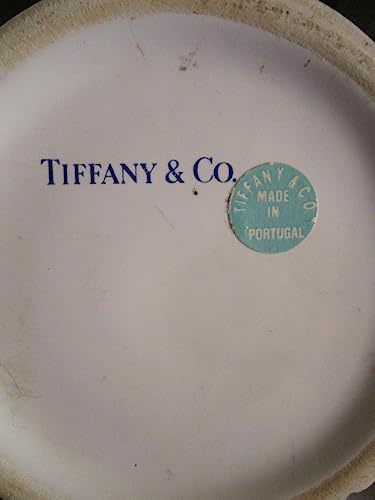 TIFFANY & CO.
TIFFANY & CO
MADE
IN
PORTUGAL